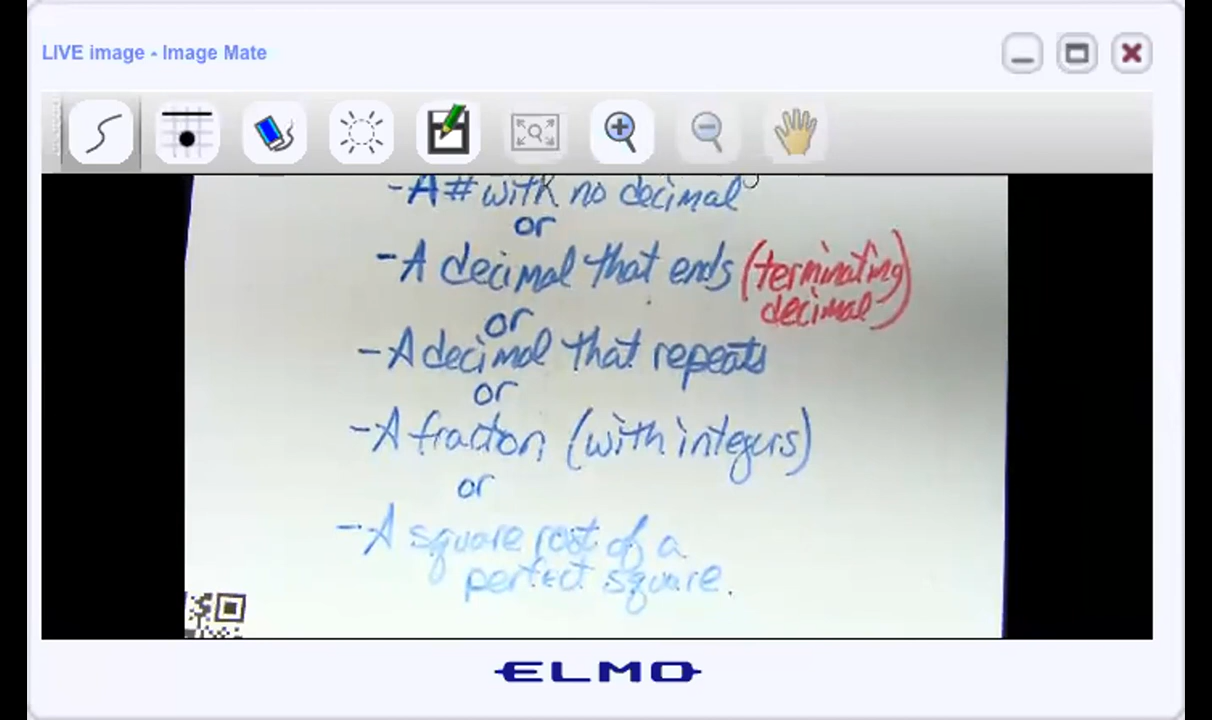 LIVE image - Image Mate
- A # with no decimal
or
- A decimal that ends (terminating
decimal)
or
- A decimal that repeats
or
- A fraction (with integers)
or
- A square root of a
perfect square.
ELMO